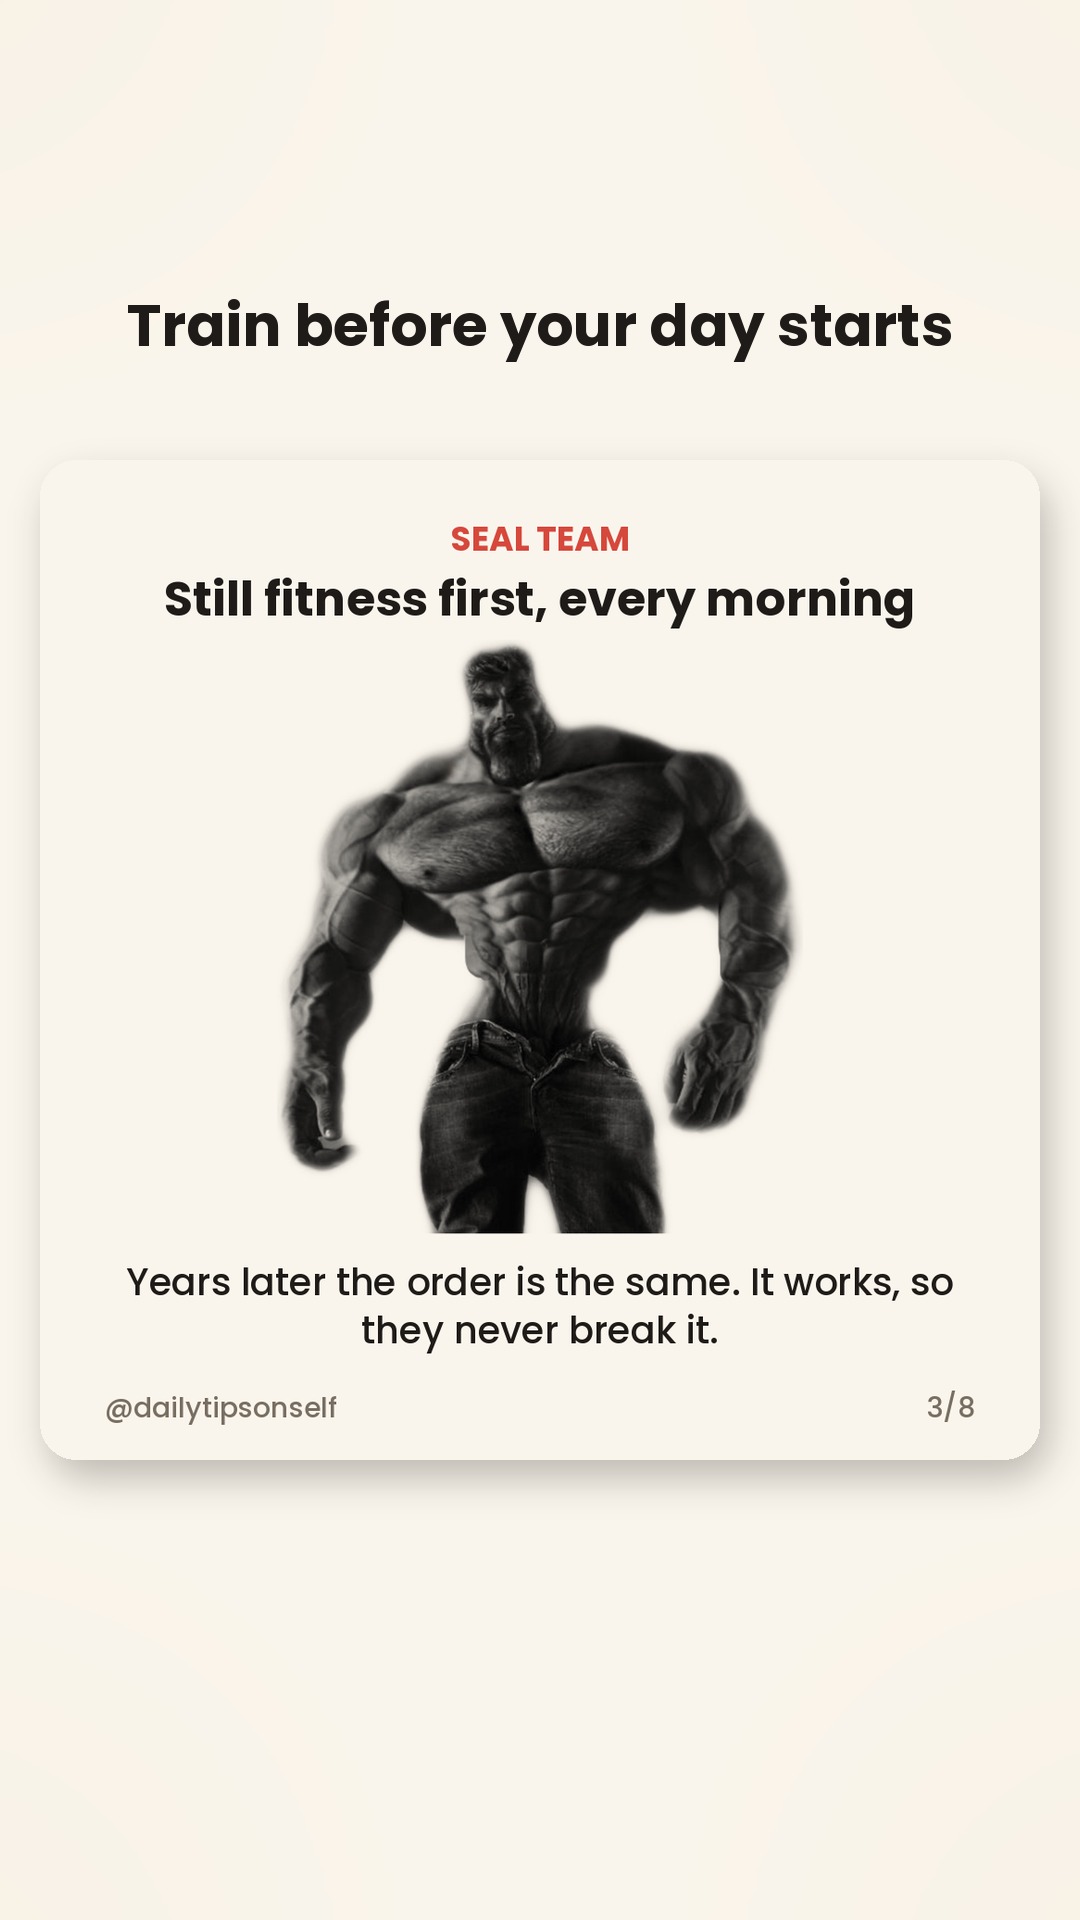 Train before your day starts
SEAL TEAM
Still fitness first, every morning
Years later the order is the same. It works, so
they never break it.
@dailytipsonself
3/8